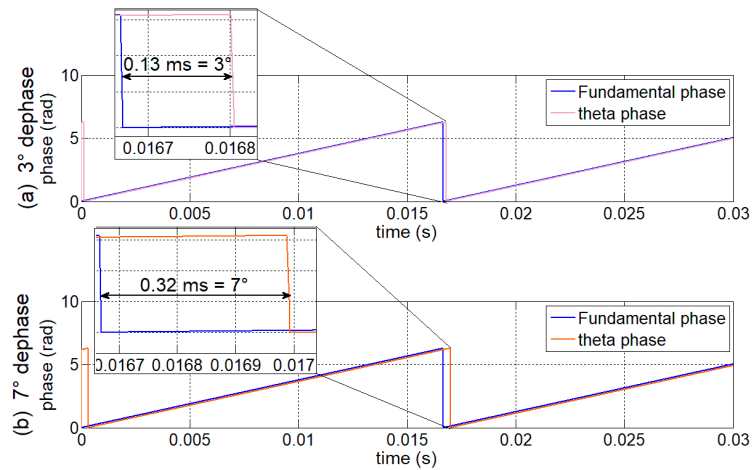 0.13 ms = 3°
0.0167 0.0168
(a) 3° dephase
phase (rad)
10
5
0
Fundamental phase
theta phase
0 0.005 0.01 0.015 0.02 0.025 0.03
time (s)
0.32 ms = 7°
0.0167 0.0168 0.0169 0.017
(b) 7° dephase
phase (rad)
10
5
0
Fundamental phase
theta phase
0 0.005 0.01 0.015 0.02 0.025 0.03
time (s)